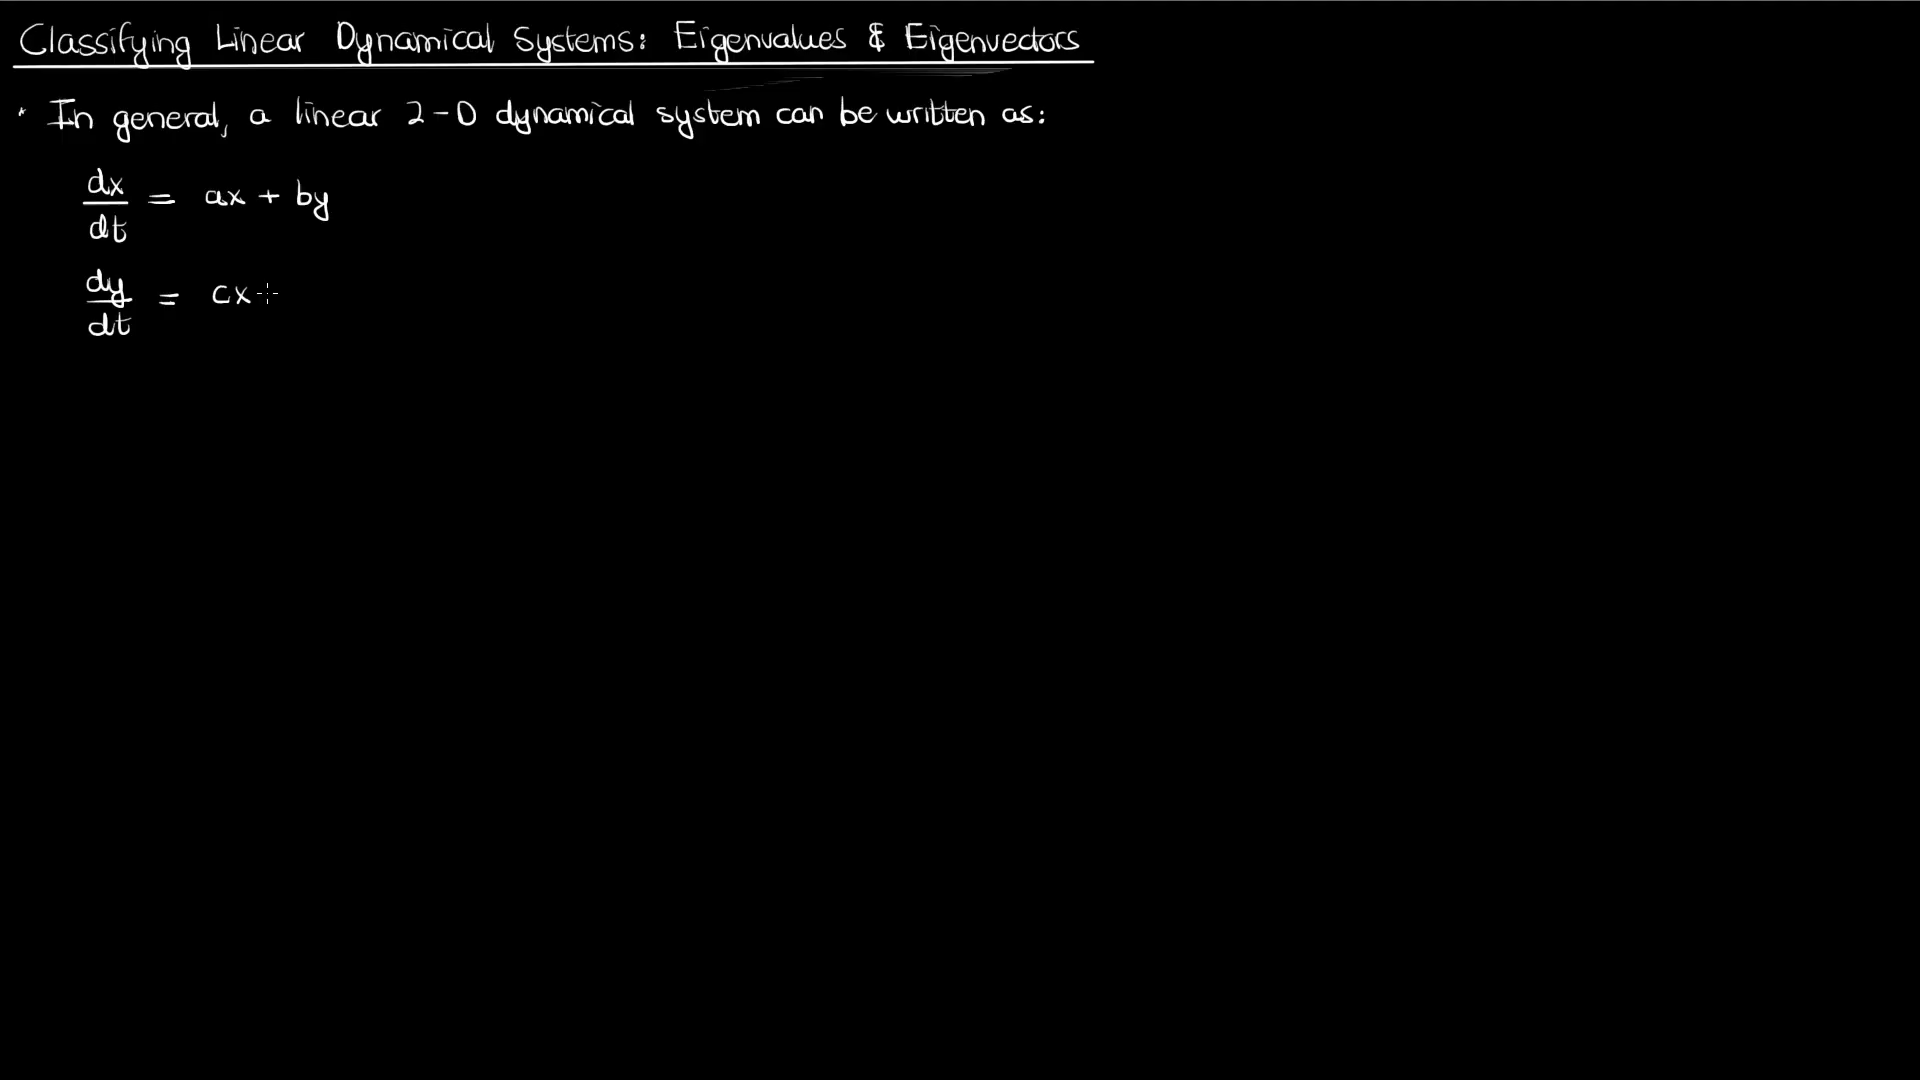 Classifying Linear Dynamical Systems: Eigenvalues & Eigenvectors
* In general, a linear 2-D dynamical system can be written as:
dx/dt = ax + by
dy/dt = cx